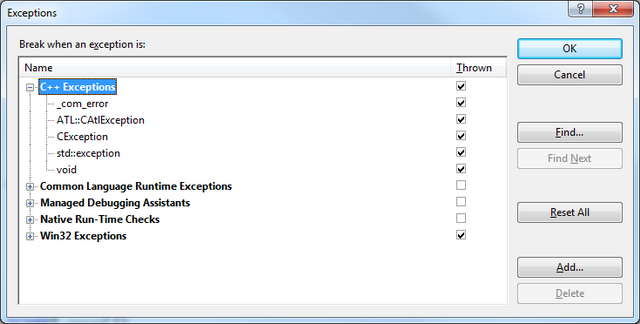 Exceptions
Break when an exception is:
Name Thrown
C++ Exceptions
_com_error
ATL::CAtlException
CException
std::exception
void
Common Language Runtime Exceptions
Managed Debugging Assistants
Native Run-Time Checks
Win32 Exceptions
OK
Cancel
Find...
Find Next
Reset All
Add...
Delete